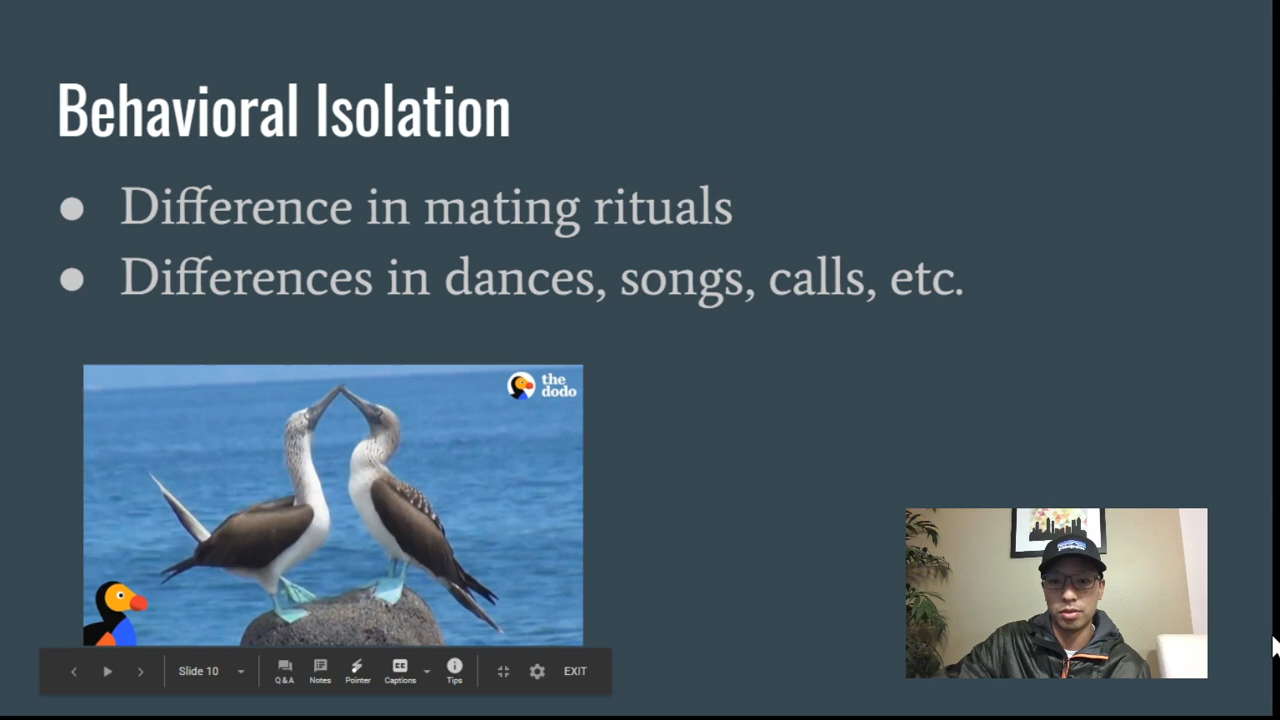 Behavioral Isolation
● Difference in mating rituals
● Differences in dances, songs, calls, etc.
the
dodo
Slide 10
Q&A
Notes
Pointer
CC
Captions
Tips
EXIT